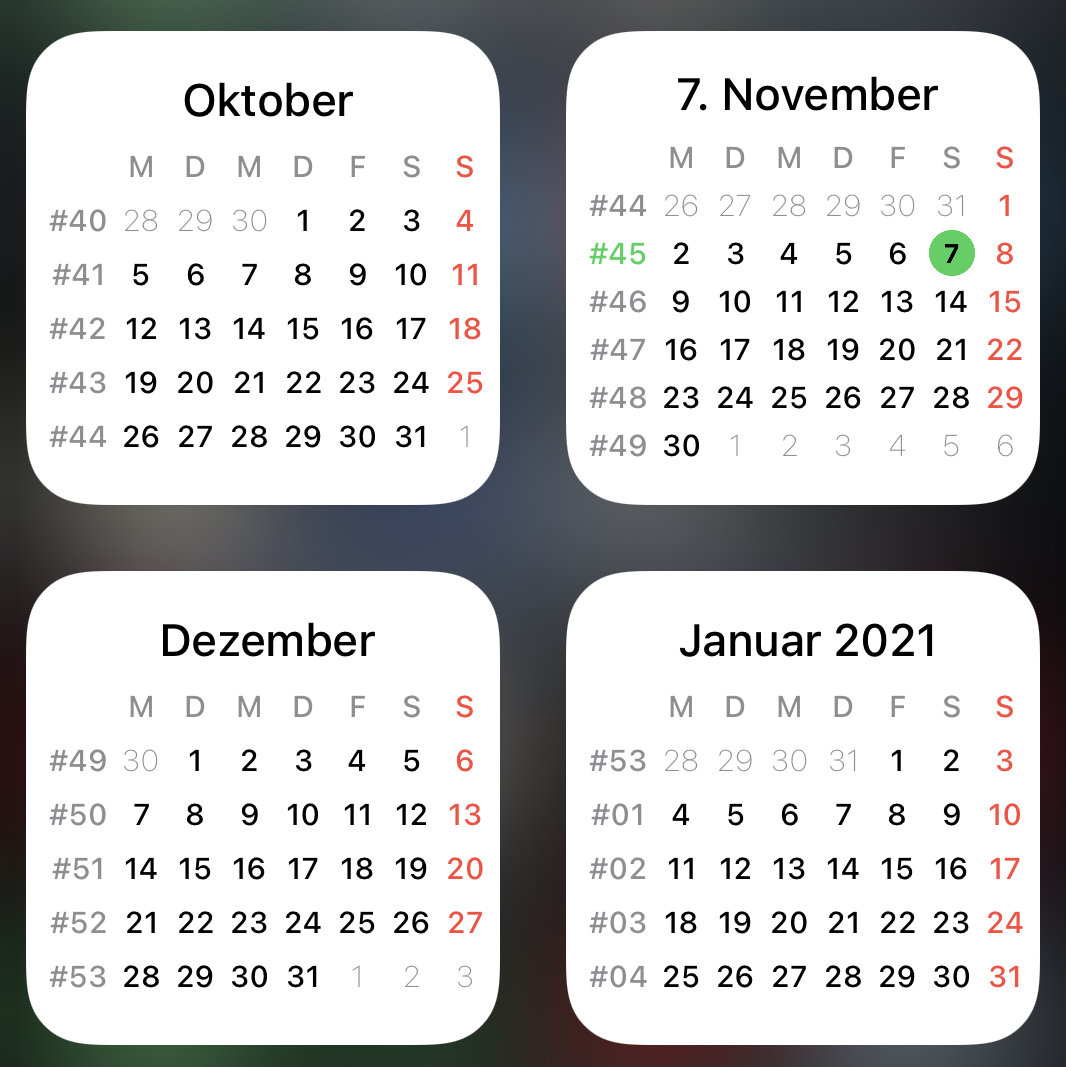 Oktober
M D M D F S S
#40 28 29 30 1 2 3 4
#41 5 6 7 8 9 10 11
#42 12 13 14 15 16 17 18
#43 19 20 21 22 23 24 25
#44 26 27 28 29 30 31 1
7. November
M D M D F S S
#44 26 27 28 29 30 31 1
#45 2 3 4 5 6 7 8
#46 9 10 11 12 13 14 15
#47 16 17 18 19 20 21 22
#48 23 24 25 26 27 28 29
#49 30 1 2 3 4 5 6
Dezember
M D M D F S S
#49 30 1 2 3 4 5 6
#50 7 8 9 10 11 12 13
#51 14 15 16 17 18 19 20
#52 21 22 23 24 25 26 27
#53 28 29 30 31 1 2 3
Januar 2021
M D M D F S S
#53 28 29 30 31 1 2 3
#01 4 5 6 7 8 9 10
#02 11 12 13 14 15 16 17
#03 18 19 20 21 22 23 24
#04 25 26 27 28 29 30 31